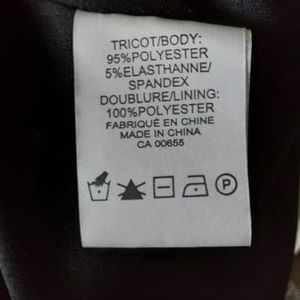 TRICOT/BODY:
95%POLYESTER
5%ELASTHANNE/
SPANDEX
DOUBLURE/LINING:
100%POLYESTER
FABRIQUÉ EN CHINE
MADE IN CHINA
CA 00655
P